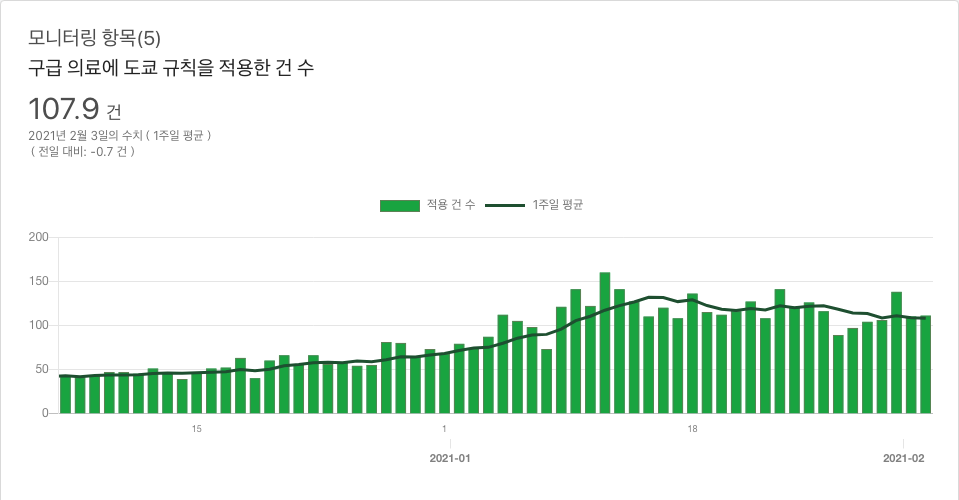 모니터링 항목(5)
구급 의료에 도쿄 규칙을 적용한 건 수
107.9 건
2021년 2월 3일의 수치 ( 1주일 평균 )
( 전일 대비: -0.7 건 )
적용 건 수 1주일 평균
200
150
100
50
0
15 1 18
2021-01 2021-02